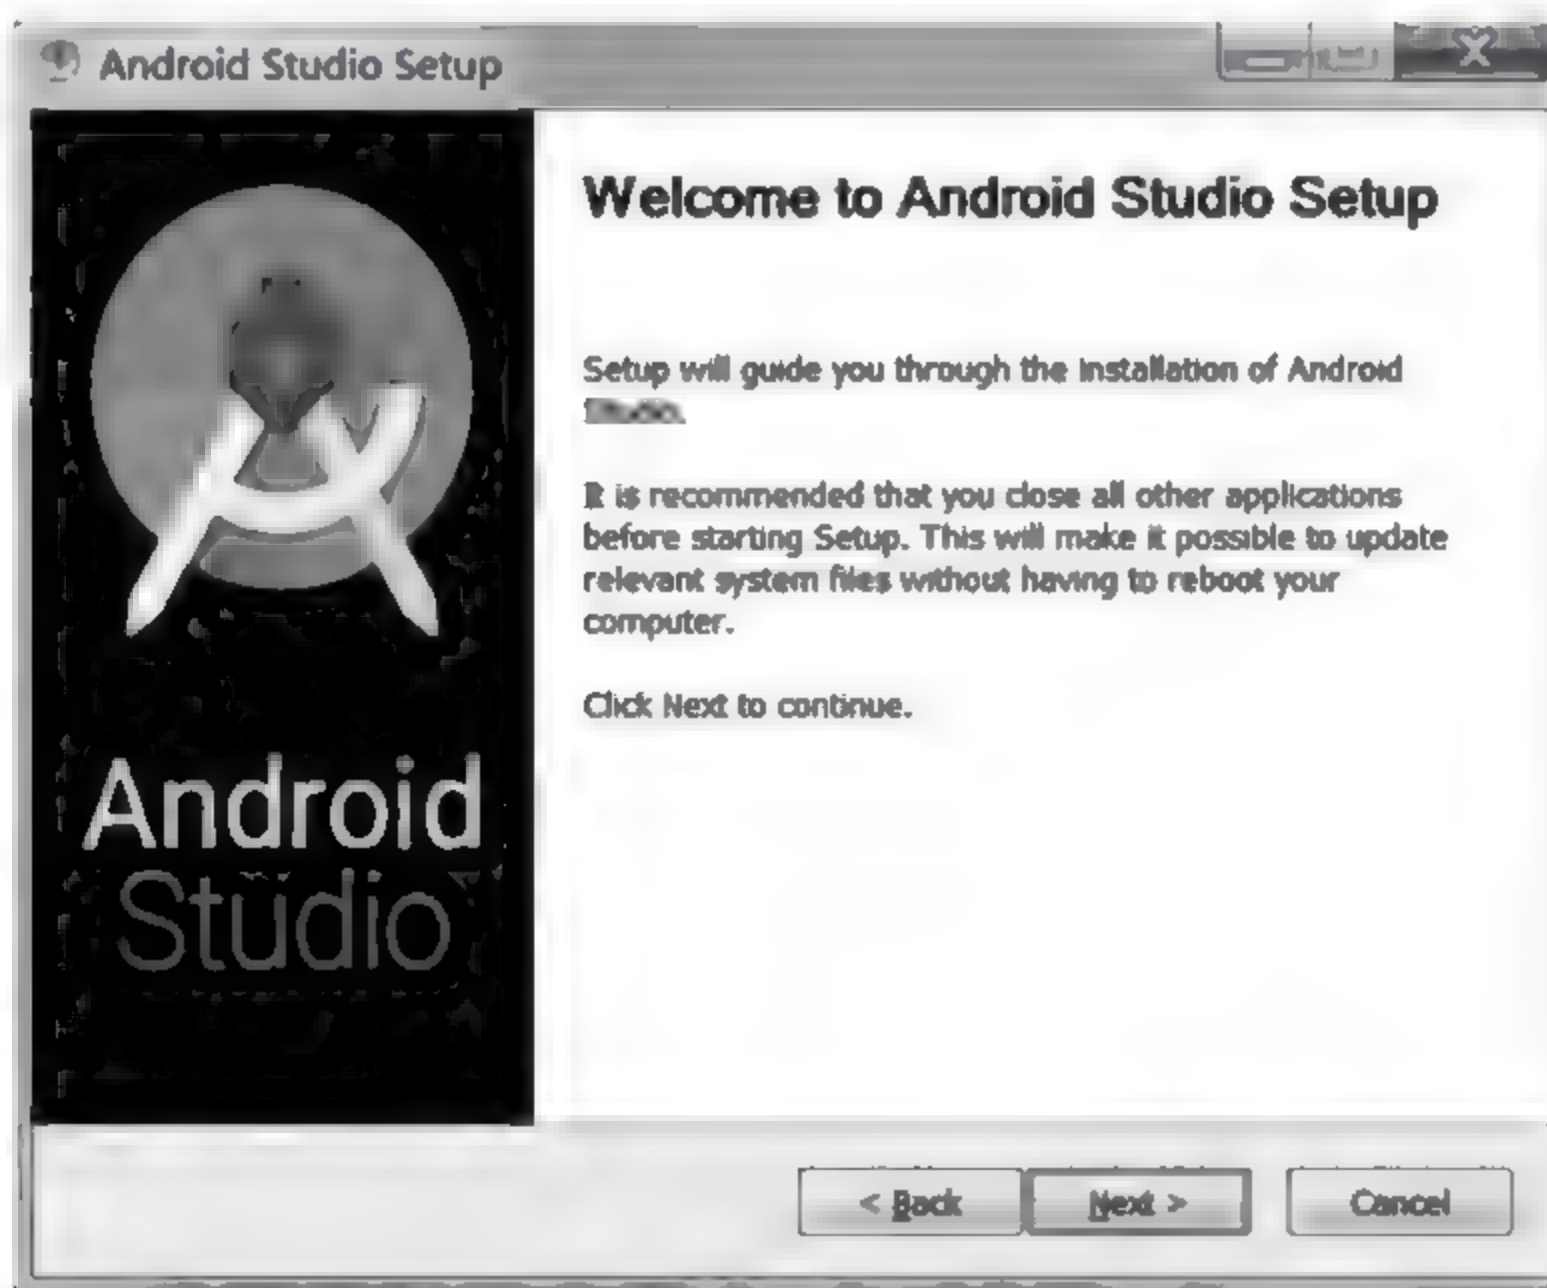 Android Studio Setup
Welcome to Android Studio Setup
Setup will guide you through the installation of Android
Studio.
It is recommended that you close all other applications
before starting Setup. This will make it possible to update
relevant system files without having to reboot your
computer.
Click Next to continue.
Android
Studio
< Back
Next >
Cancel